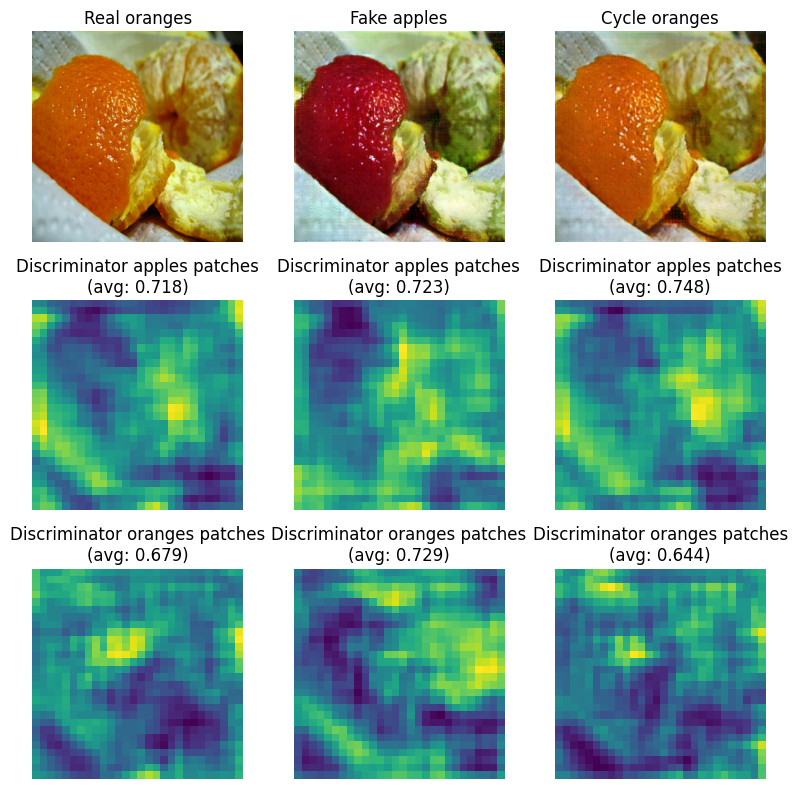 Real oranges
Fake apples
Cycle oranges
Discriminator apples patches
(avg: 0.718)
Discriminator apples patches
(avg: 0.723)
Discriminator apples patches
(avg: 0.748)
Discriminator oranges patches
(avg: 0.679)
Discriminator oranges patches
(avg: 0.729)
Discriminator oranges patches
(avg: 0.644)